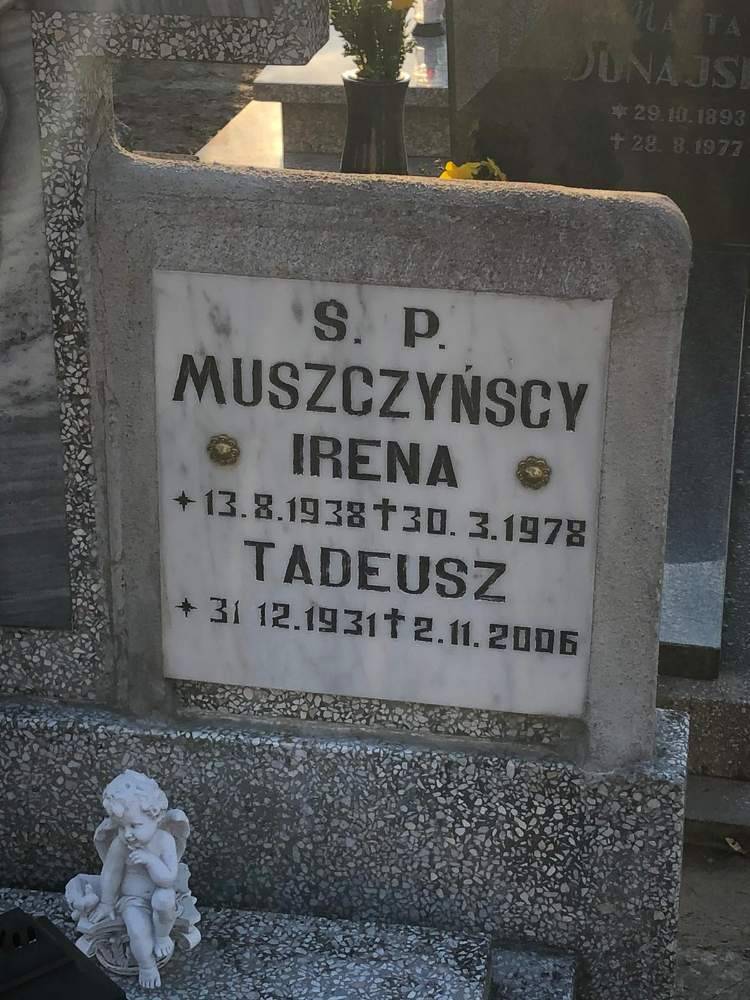 Ś. P.
MUSZCZYŃSCY
IRENA
✦ 13.8.1938 ✝ 30. 3.1978
TADEUSZ
✦ 31 12.1931 ✝ 2.11.2006
MARTA
* 29.10.1893
✝ 28. 8.1977